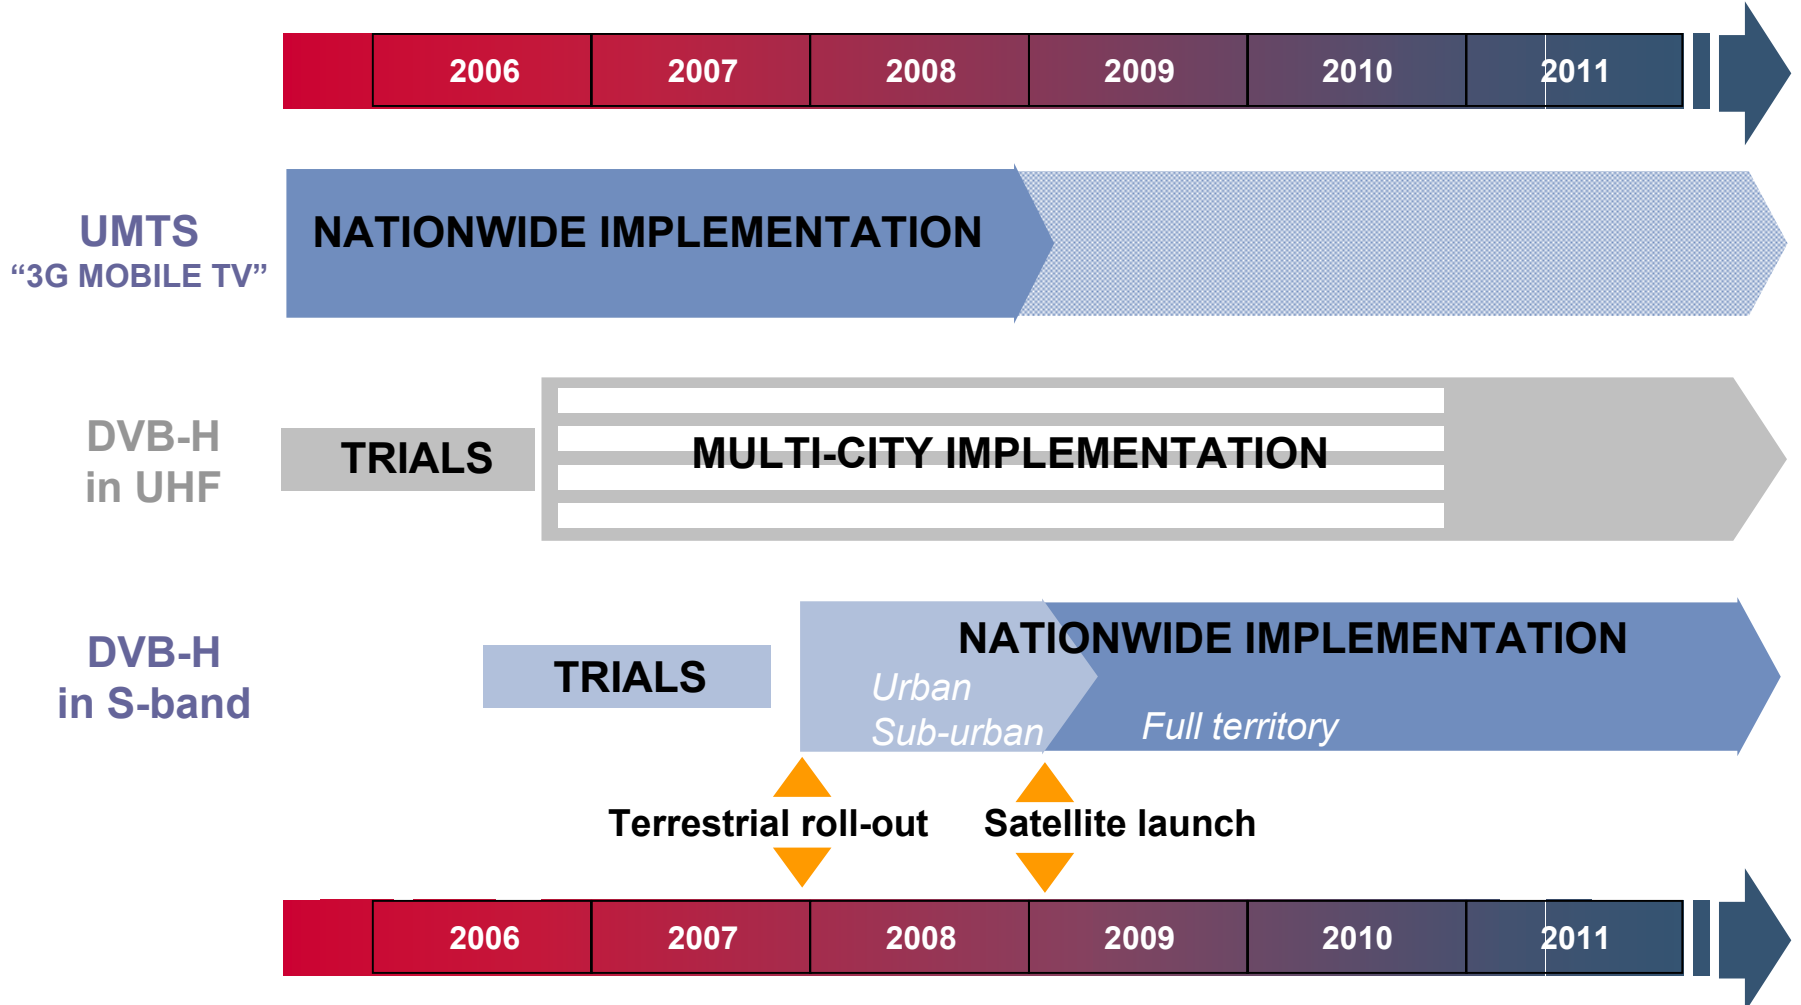 2006 2007 2008 2009 2010 2011
UMTS
“3G MOBILE TV”
NATIONWIDE IMPLEMENTATION
DVB-H
in UHF
TRIALS
MULTI-CITY IMPLEMENTATION
DVB-H
in S-band
TRIALS
NATIONWIDE IMPLEMENTATION
Urban
Sub-urban
Full territory
Terrestrial roll-out
Satellite launch
2006 2007 2008 2009 2010 2011